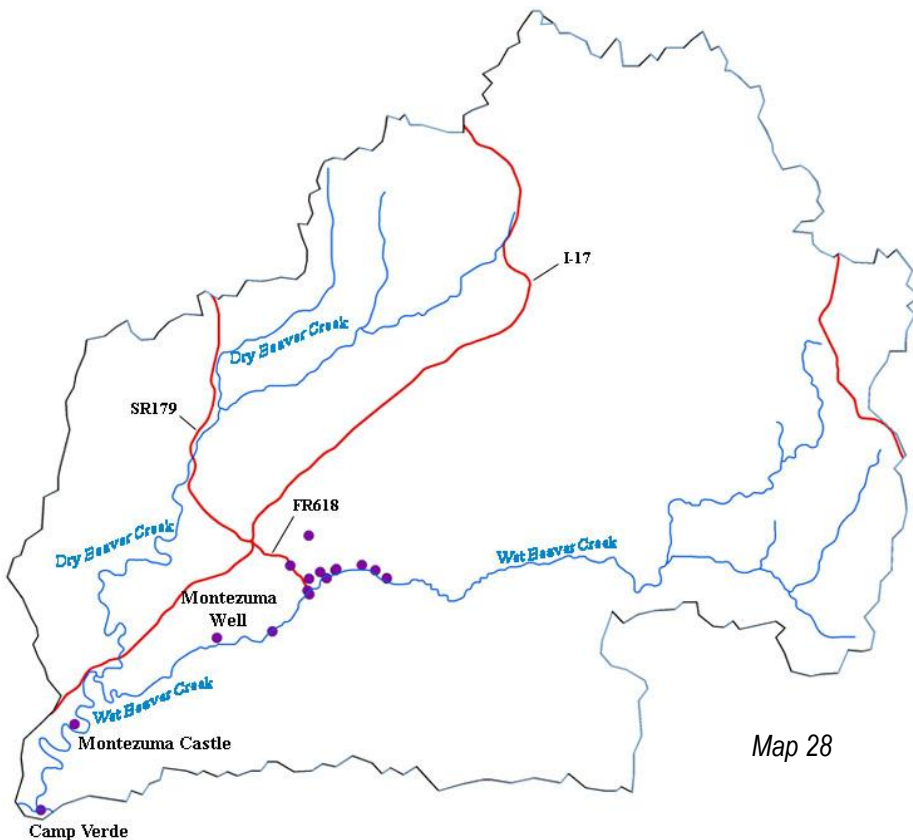 I-17
Dry Beaver Creek
SR179
FR618
Dry Beaver Creek
Wet Beaver Creek
Montezuma
Well
Wet Beaver Creek
Montezuma Castle
Map 28
Camp Verde